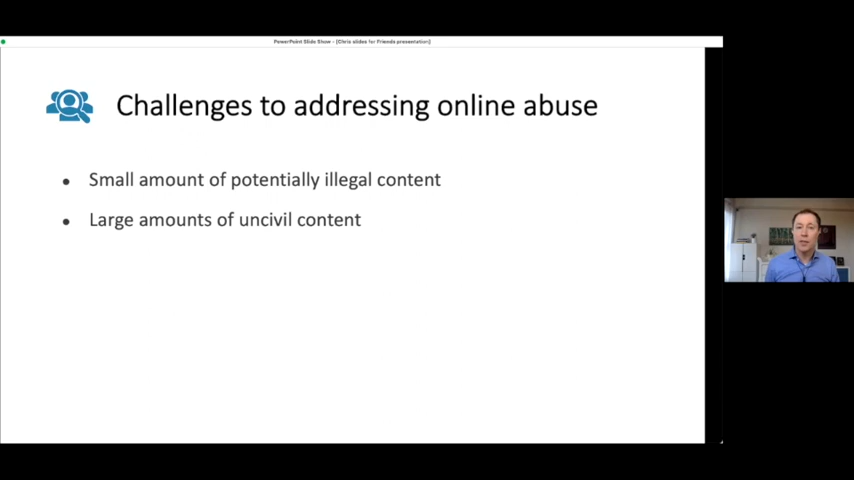 PowerPoint Slide Show - [Chris slides for Friends presentation]
Challenges to addressing online abuse
• Small amount of potentially illegal content
• Large amounts of uncivil content